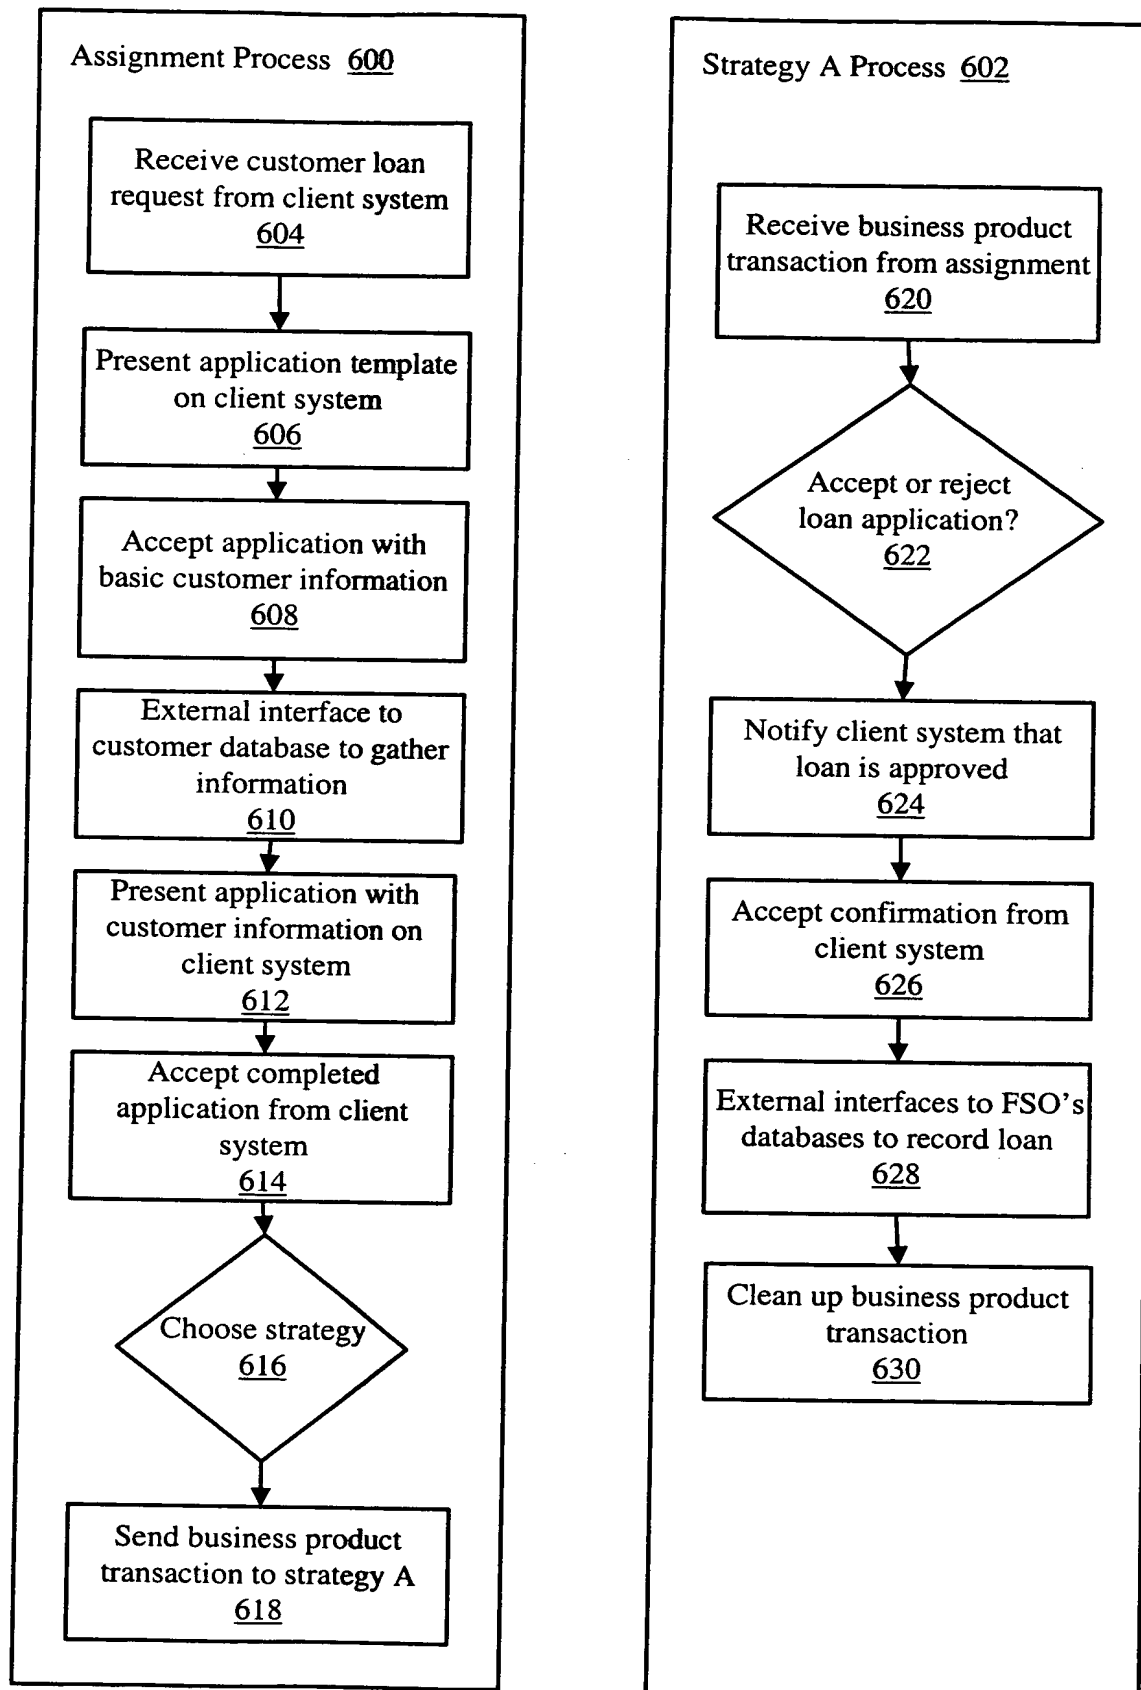 Assignment Process 600
Receive customer loan
request from client system
604
Present application template
on client system
606
Accept application with
basic customer information
608
External interface to
customer database to gather
information
610
Present application with
customer information on
client system
612
Accept completed
application from client
system
614
Choose strategy
616
Send business product
transaction to strategy A
618
Strategy A Process 602
Receive business product
transaction from assignment
620
Accept or reject
loan application?
622
Notify client system that
loan is approved
624
Accept confirmation from
client system
626
External interfaces to FSO's
databases to record loan
628
Clean up business product
transaction
630